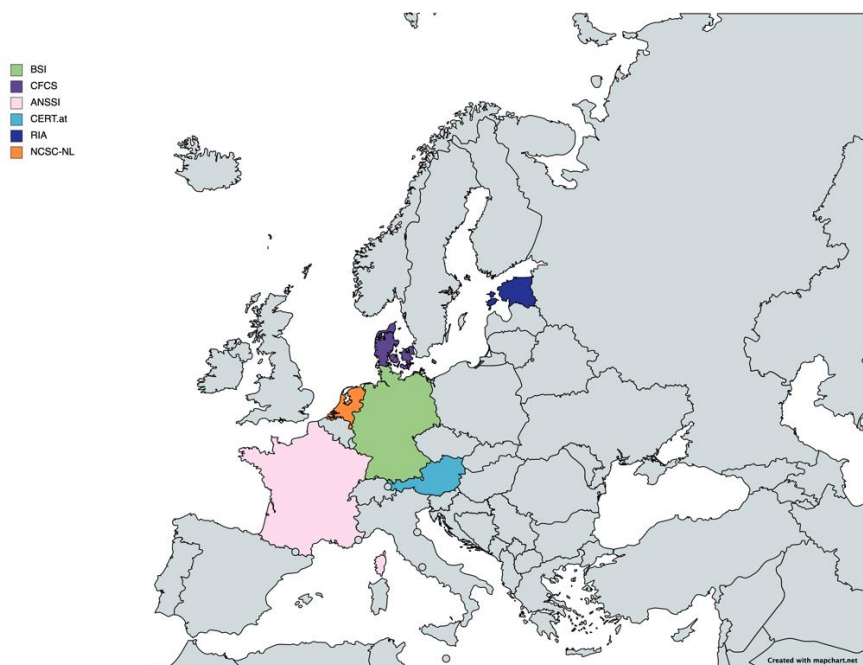 BSI
CFCS
ANSSI
CERT.at
RIA
NCSC-NL
Created with mapchart.net